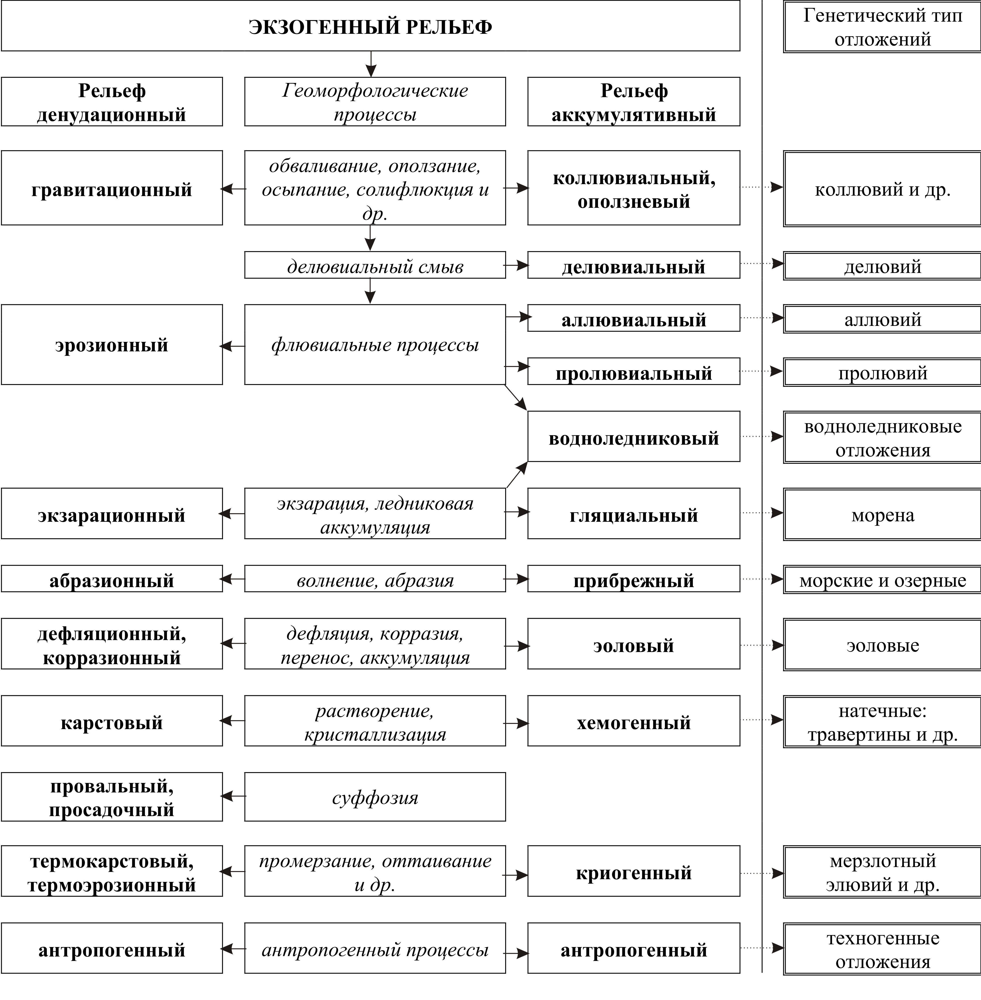 ЭКЗОГЕННЫЙ РЕЛЬЕФ
Генетический тип
отложений
Рельеф
денудационный
Геоморфологические
процессы
Рельеф
аккумулятивный
гравитационный
обваливание, оползание,
осыпание, солифлюкция и
др.
коллювиальный,
оползневый
коллювий и др.
делювиальный смыв
делювиальный
делювий
эрозионный
флювиальные процессы
аллювиальный
аллювий
пролювиальный
пролювий
водноледниковый
водноледниковые
отложения
экзарационный
экзарация, ледниковая
аккумуляция
гляциальный
морена
абразионный
волнение, абразия
прибрежный
морские и озерные
дефляционный,
корразионный
дефляция, корразия,
перенос, аккумуляция
эоловый
эоловые
карстовый
растворение,
кристаллизация
хемогенный
натечные:
травертины и др.
провальный,
просадочный
суффозия
термокарстовый,
термоэрозионный
промерзание, оттаивание
и др.
криогенный
мерзлотный
элювий и др.
антропогенный
антропогенный процессы
антропогенный
техногенные
отложения